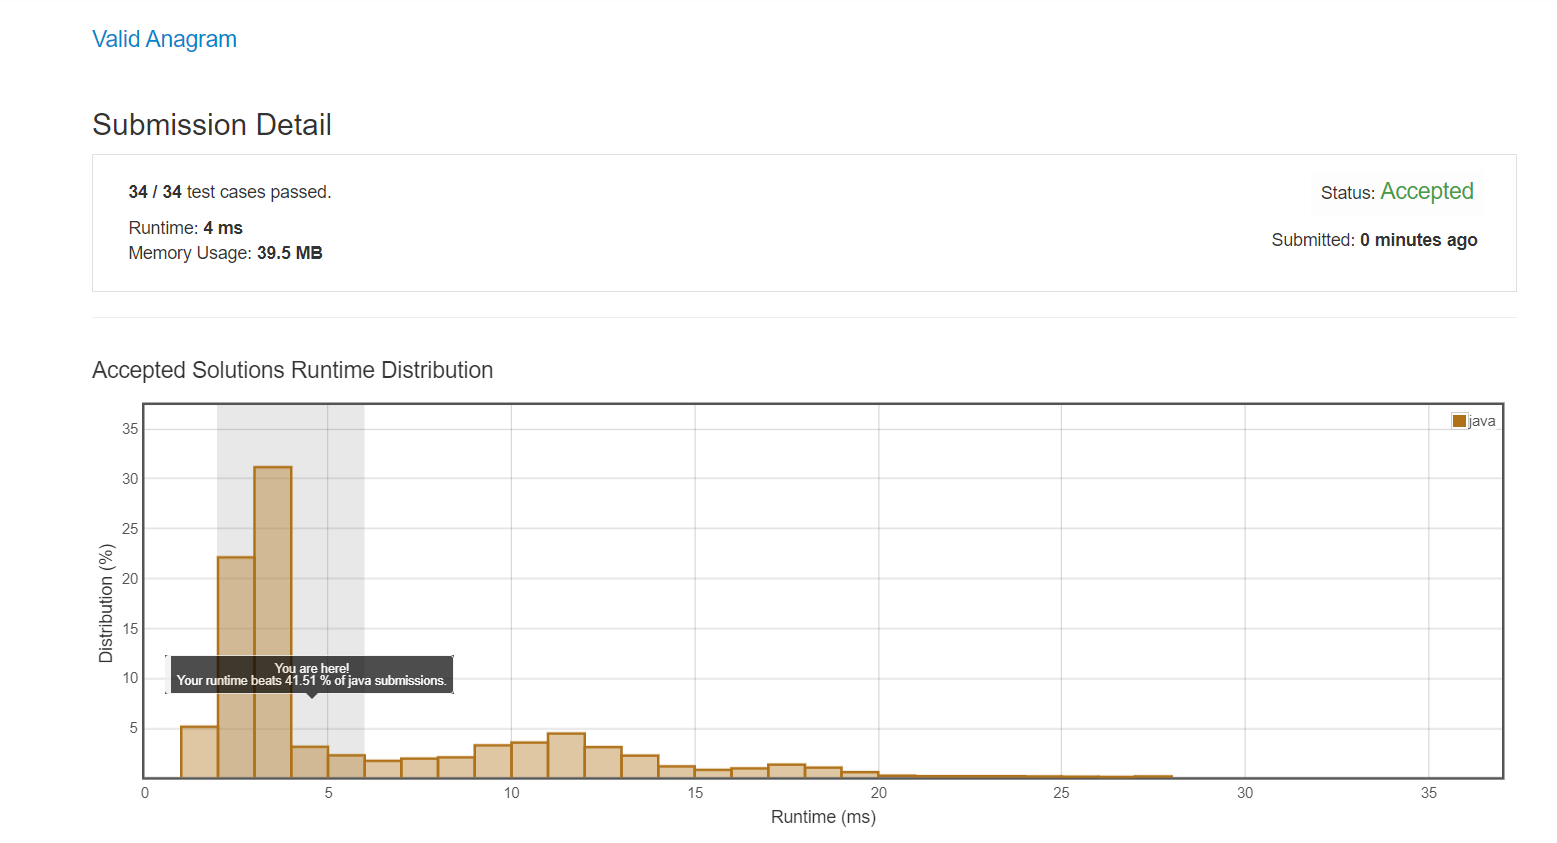 Valid Anagram
Submission Detail
34 / 34 test cases passed.
Status: Accepted
Runtime: 4 ms
Memory Usage: 39.5 MB
Submitted: 0 minutes ago
Accepted Solutions Runtime Distribution
java
35
30
25
20
15
10
5
Distribution (%)
You are here!
Your runtime beats 41.51 % of java submissions.
0 5 10 15 20 25 30 35
Runtime (ms)